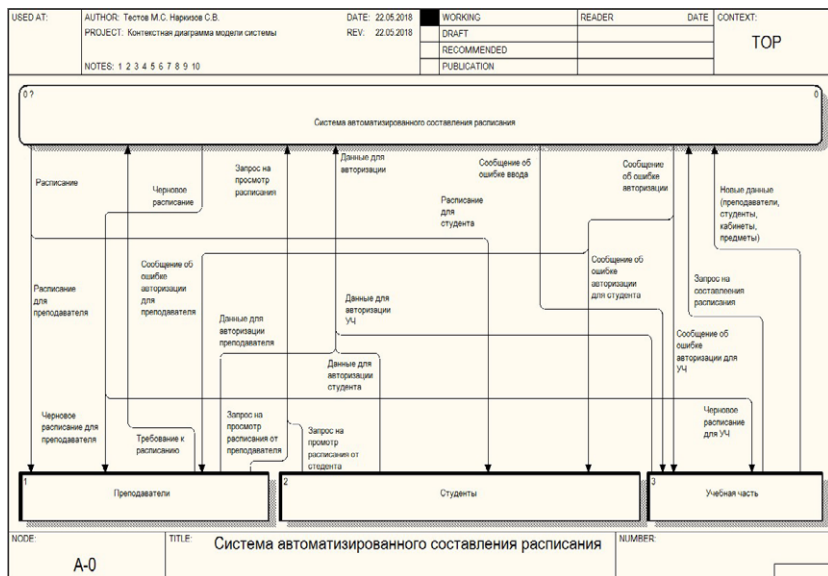 USED AT:
AUTHOR: Тестов М.С. Наркизов С.В.
DATE: 22.05.2018
WORKING
READER
DATE
CONTEXT:
PROJECT: Контекстная диаграмма модели системы
REV: 22.05.2018
DRAFT
TOP
RECOMMENDED
NOTES: 1 2 3 4 5 6 7 8 9 10
PUBLICATION
0 ?
0
Система автоматизированного составления расписания
Расписание
Черновое
расписание
Запрос на
просмотр
расписания
Данные для
авторизации
Расписание
для
студента
Сообщение об
ошибке ввода
Сообщение
об ошибке
авторизации
Новые данные
(преподаватели,
студенты,
кабинеты,
предметы)
Расписание
для
преподавателя
Сообщение об
ошибке
авторизации
для
преподавателя
Данные для
авторизации
преподавателя
Данные для
авторизации
УЧ
Сообщение об
ошибке
авторизации
для студента
Запрос на
составлеения
расписания
Данные для
авторизации
студента
Сообщение об
ошибке
авторизации для
УЧ
Черновое
расписание для
преподавателя
Требование к
расписанию
Запрос на
просмотр
расписания от
преподавателя
Запрос на
промотр
расписания от
стедента
Черновое
расписание
для УЧ
1
Преподаватели
2
Студенты
3
Учебная часть
NODE:
TITLE:
Система автоматизированного составления расписания
NUMBER:
A-0